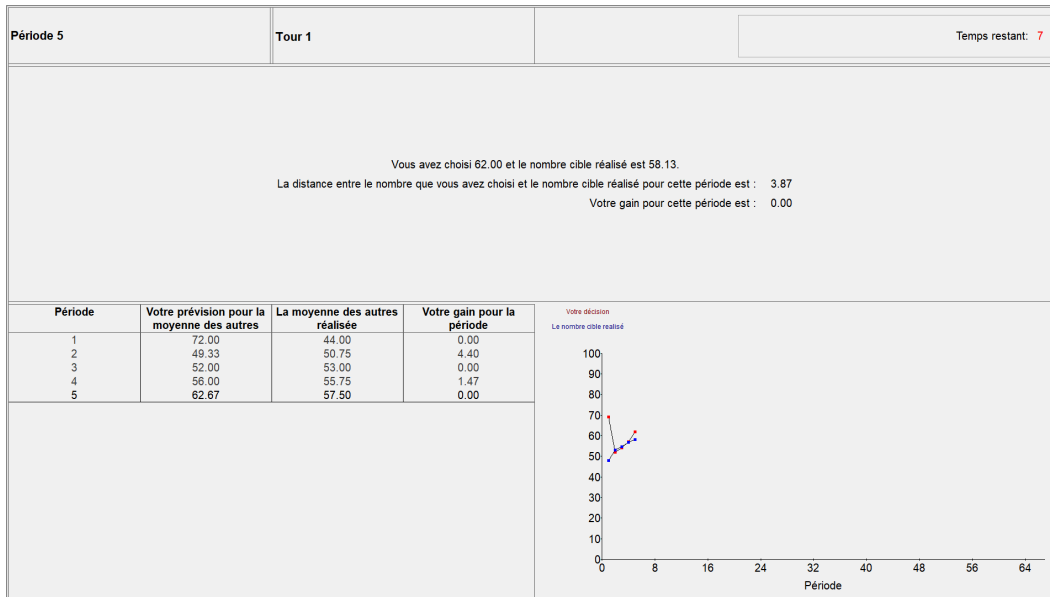 Période 5
Tour 1
Temps restant: 7
Vous avez choisi 62.00 et le nombre cible réalisé est 58.13.
La distance entre le nombre que vous avez choisi et le nombre cible réalisé pour cette période est : 3.87
Votre gain pour cette période est : 0.00
Période Votre prévision pour la moyenne des autres La moyenne des autres réalisée Votre gain pour la période
1 72.00 44.00 0.00
2 49.33 50.75 4.40
3 52.00 53.00 0.00
4 56.00 55.75 1.47
5 62.67 57.50 0.00
Votre décision
Le nombre cible realisé
100
90
80
70
60
50
40
30
20
10
0
0 8 16 24 32 40 48 56 64
Période